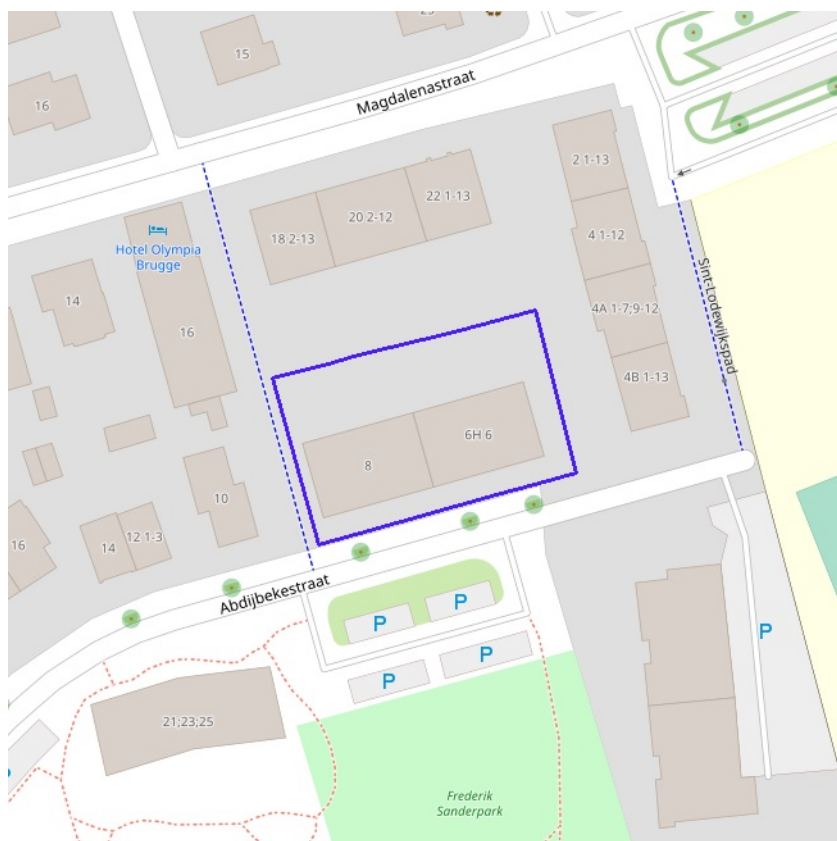 15
16
Magdalenastraat
2 1-13
22 1-13
20 2-12
18 2-13
4 1-12
Hotel Olympia
Brugge
14
16
4A 1-7;9-12
Sint-Lodewijkspad
4B 1-13
6H 6
8
10
12 1-3
14
16
Abdijbekestraat
P
P
P
P
P
21;23;25
Frederik
Sanderpark